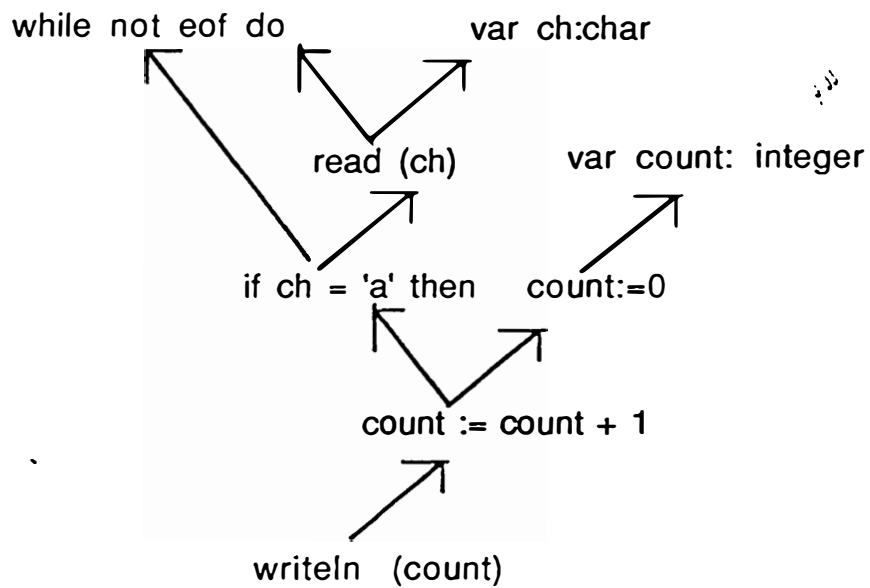 while not eof do
var ch:char
read (ch)
var count: integer
if ch = 'a' then
count:=0
count := count + 1
writeln (count)